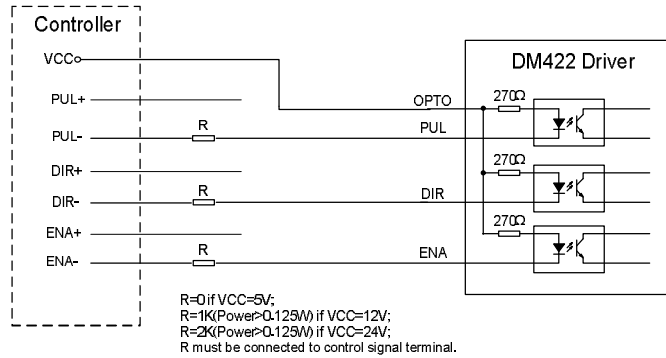 Controller
VCC
DM422 Driver
PUL+
OPTO
270Ω
PUL-
R
PUL
DIR+
270Ω
DIR-
R
DIR
ENA+
270Ω
ENA-
R
ENA
R=0 if VCC=5V;
R=1K(Power>0.125W) if VCC=12V;
R=2K(Power>0.125W) if VCC=24V;
R must be connected to control signal terminal.